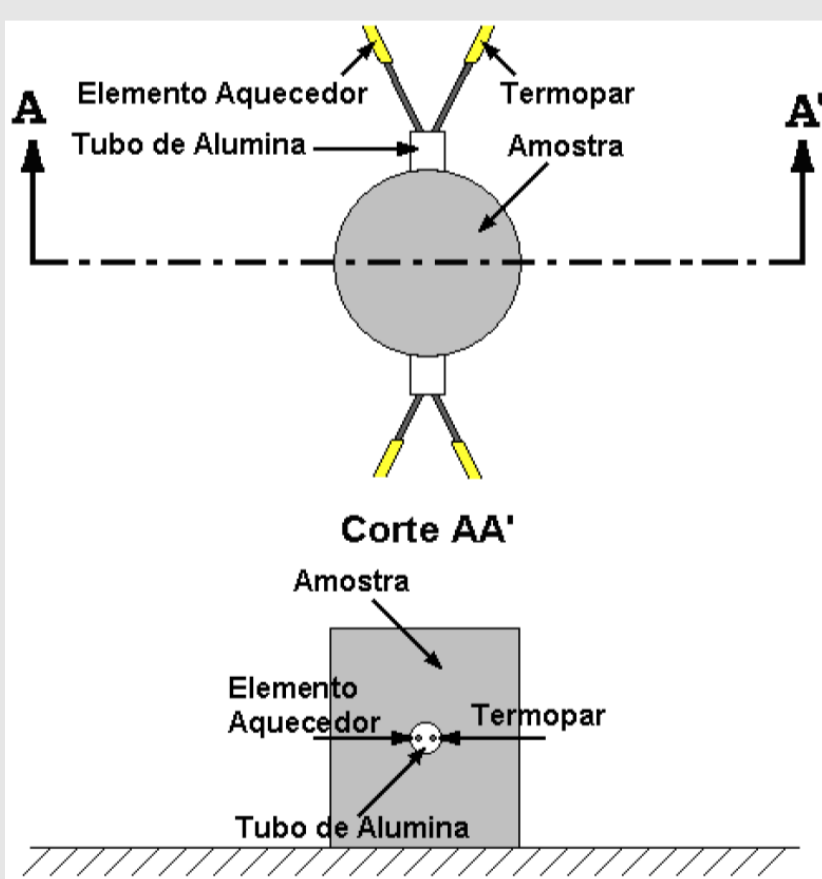 Elemento Aquecedor
Termopar
A
A'
Tubo de Alumina
Amostra
Corte AA'
Amostra
Elemento
Aquecedor
Termopar
Tubo de Alumina